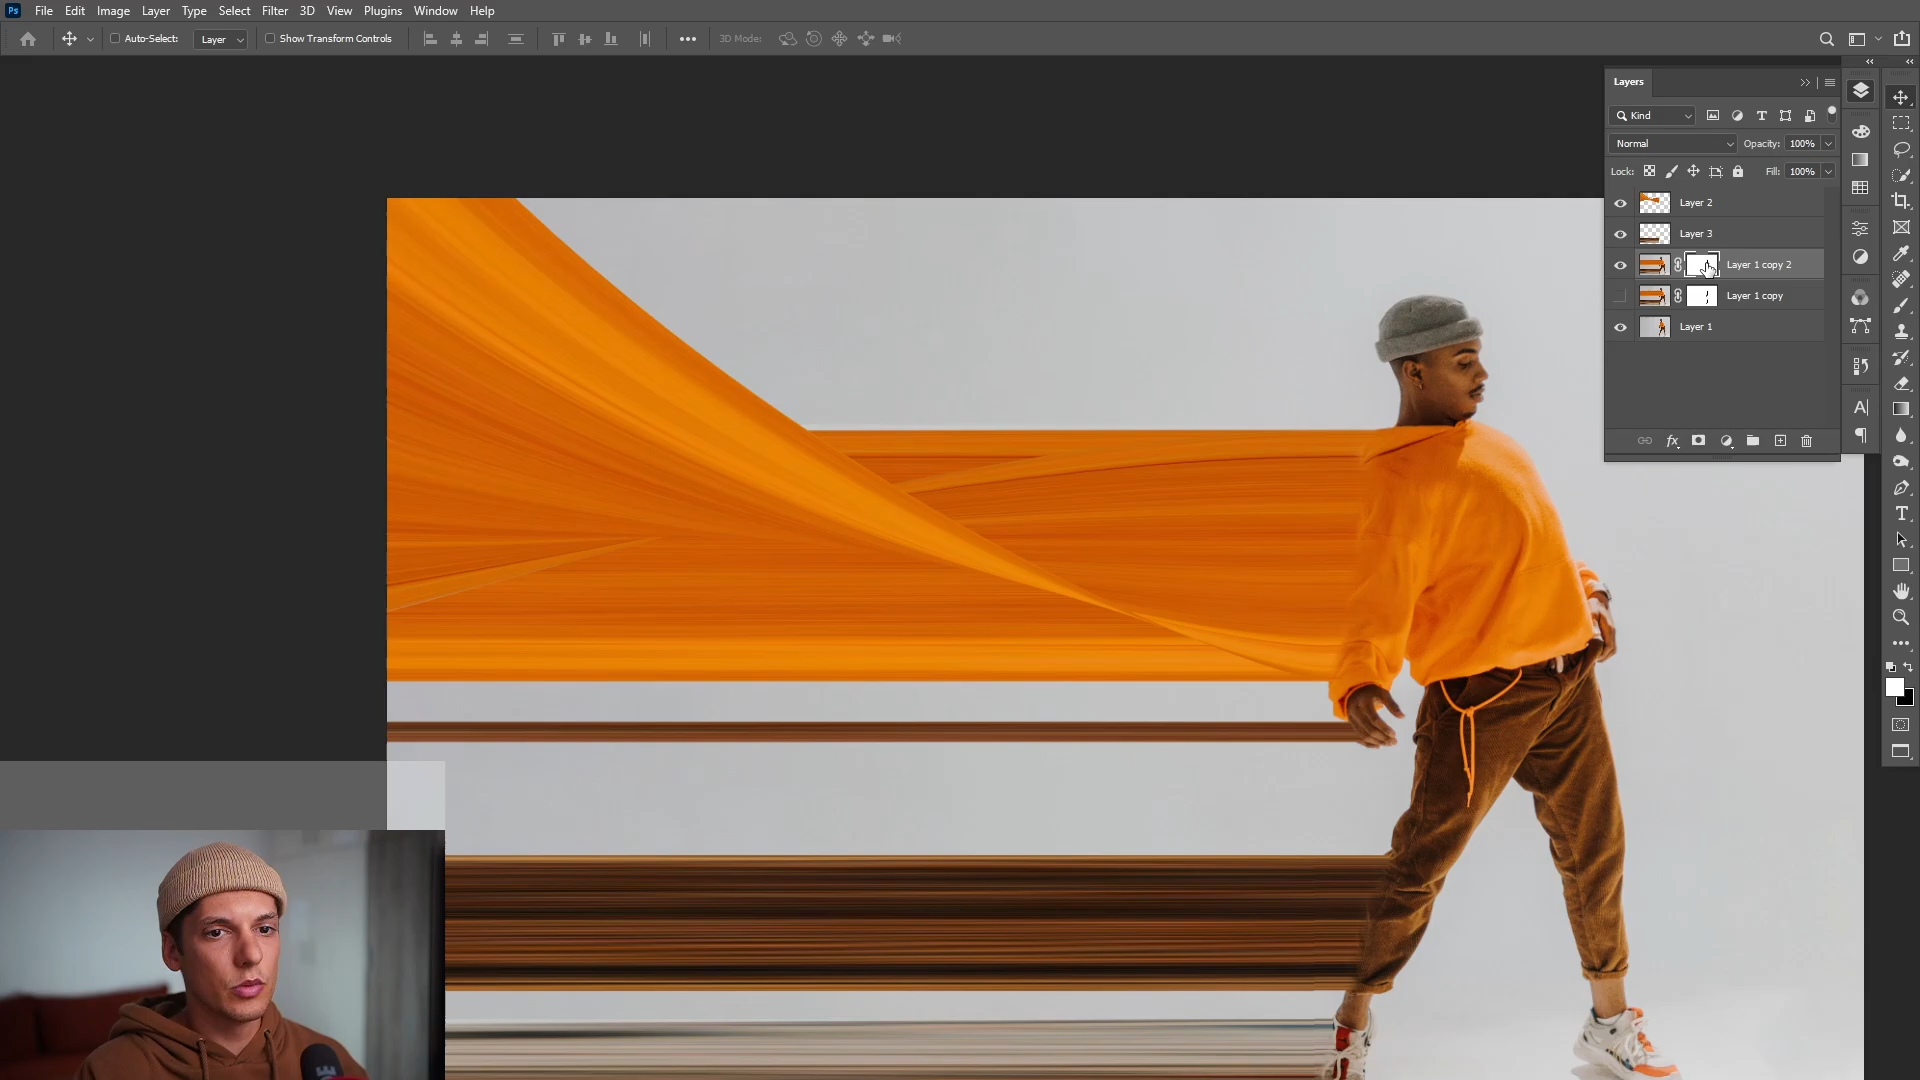 Ps File Edit Image Layer Type Select Filter 3D View Plugins Window Help
Auto-Select: Layer Show Transform Controls 3D Mode:
Layers
Kind
Normal Opacity: 100%
Lock: Fill: 100%
Layer 2
Layer 3
Layer 1 copy 2
Layer 1 copy
Layer 1